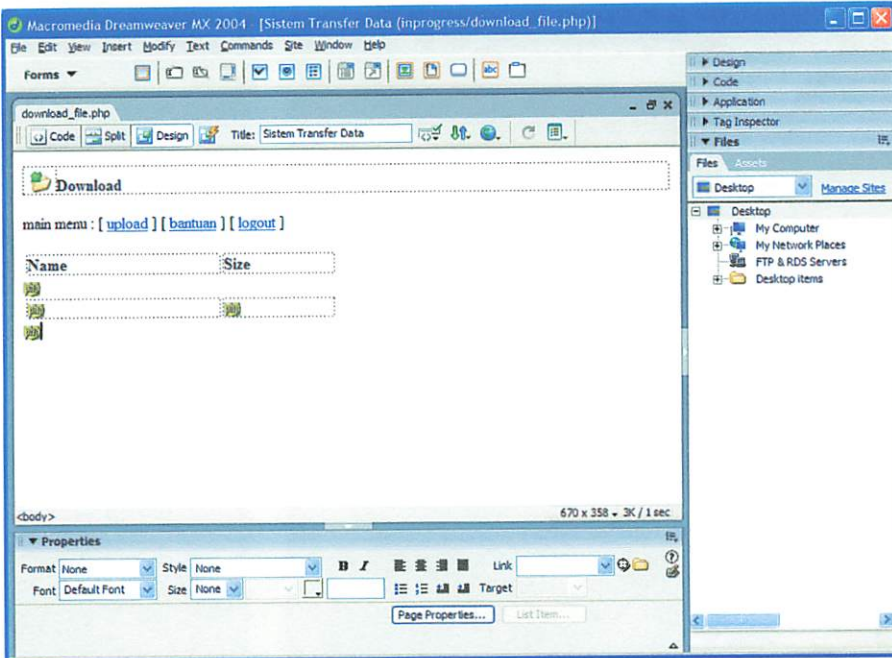 Macromedia Dreamweaver MX 2004 - [Sistem Transfer Data (inprogress/download_file.php)]
File Edit View Insert Modify Text Commands Site Window Help
Forms
download_file.php
Code Split Design Title: Sistem Transfer Data
Download
main menu : [ upload ] [ bantuan ] [ logout ]
Name Size
php
php php
php
<body> 670 x 358 3K / 1 sec
Properties
Format None Style None B I Link
Font Default Font Size None Target
Page Properties... List Item...
Design
Code
Application
Tag Inspector
Files
Files Assets
Desktop Manage Sites
Desktop
My Computer
My Network Places
FTP & RDS Servers
Desktop items